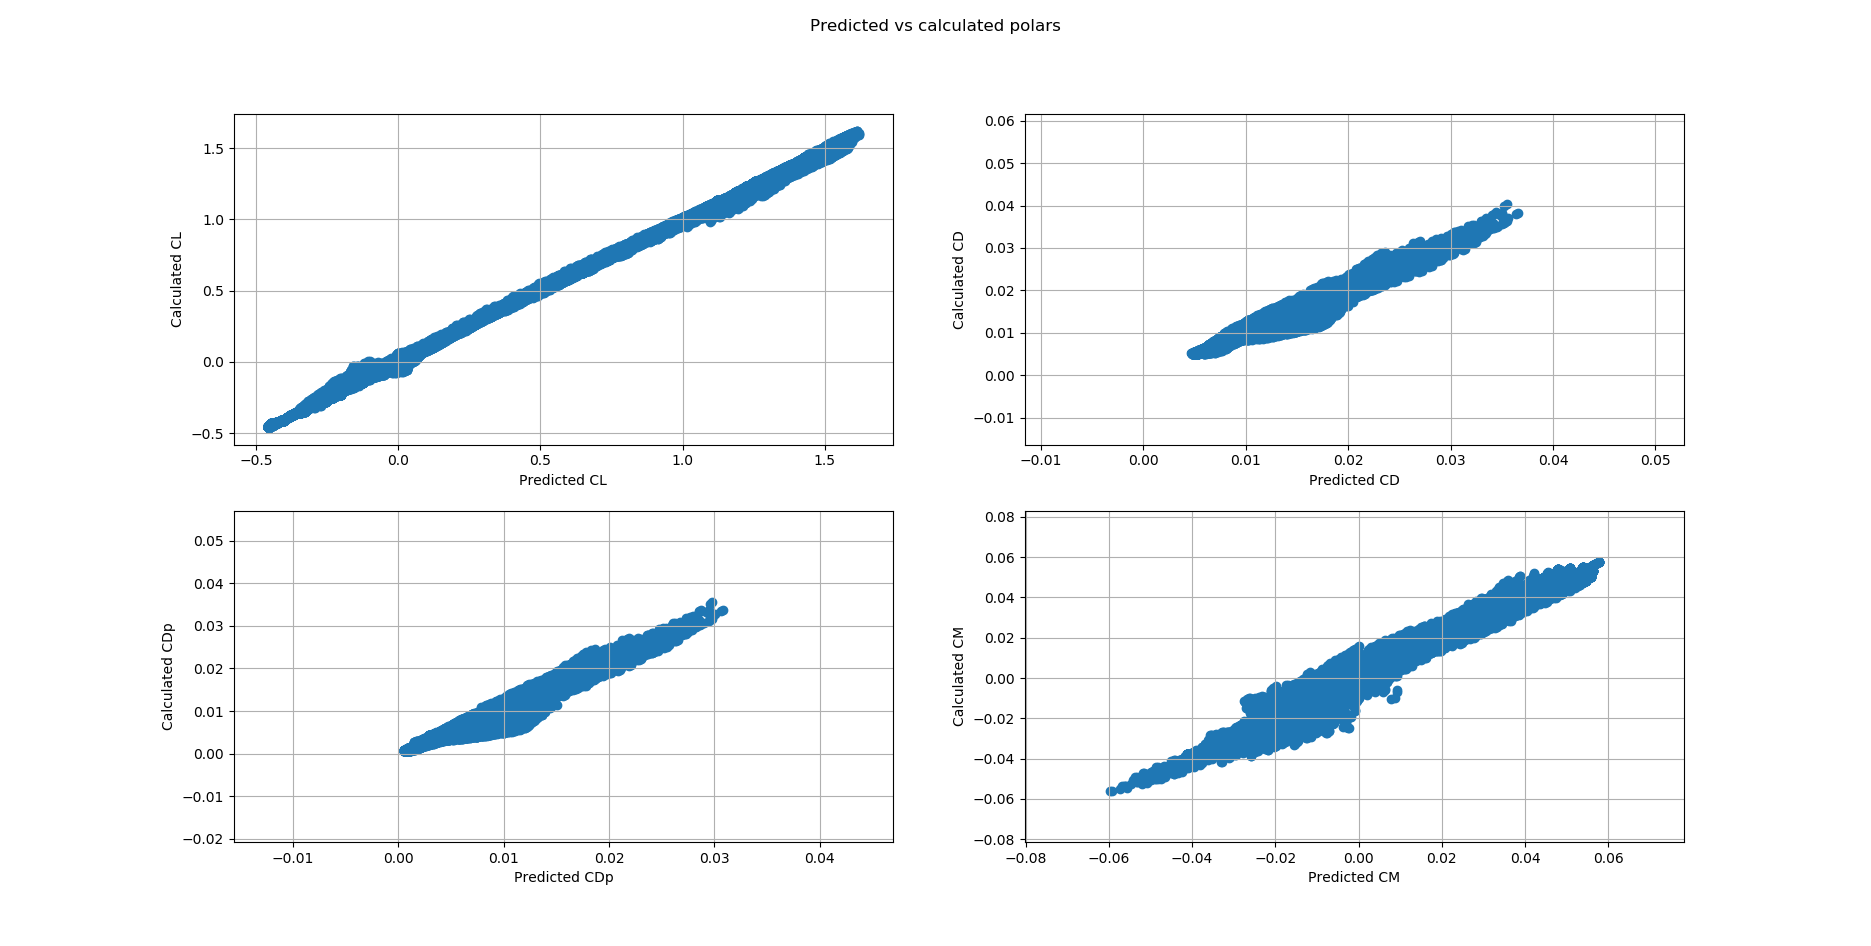 Predicted vs calculated polars
Calculated CL
1.5
1.0
0.5
0.0
−0.5
−0.5 0.0 0.5 1.0 1.5
Predicted CL
Calculated CD
0.06
0.05
0.04
0.03
0.02
0.01
0.00
−0.01
−0.01 0.00 0.01 0.02 0.03 0.04 0.05
Predicted CD
Calculated CDp
0.05
0.04
0.03
0.02
0.01
0.00
−0.01
−0.02
−0.01 0.00 0.01 0.02 0.03 0.04
Predicted CDp
Calculated CM
0.08
0.06
0.04
0.02
0.00
−0.02
−0.04
−0.06
−0.08
−0.08 −0.06 −0.04 −0.02 0.00 0.02 0.04 0.06
Predicted CM